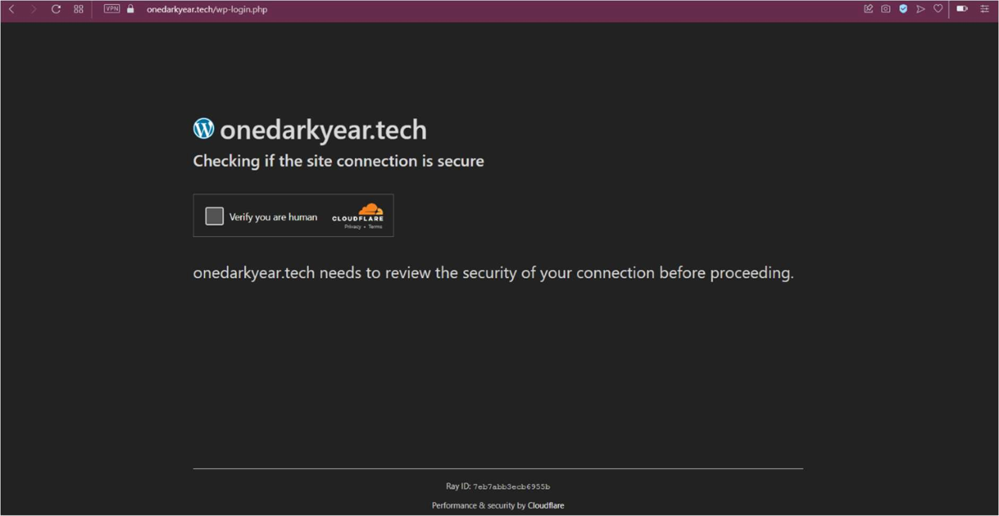 VPN onedarkyear.tech/wp-login.php
onedarkyear.tech
Checking if the site connection is secure
Verify you are human
CLOUDFLARE
Privacy • Terms
onedarkyear.tech needs to review the security of your connection before proceeding.
Ray ID: 7eb7abb3ecb6955b
Performance & security by Cloudflare